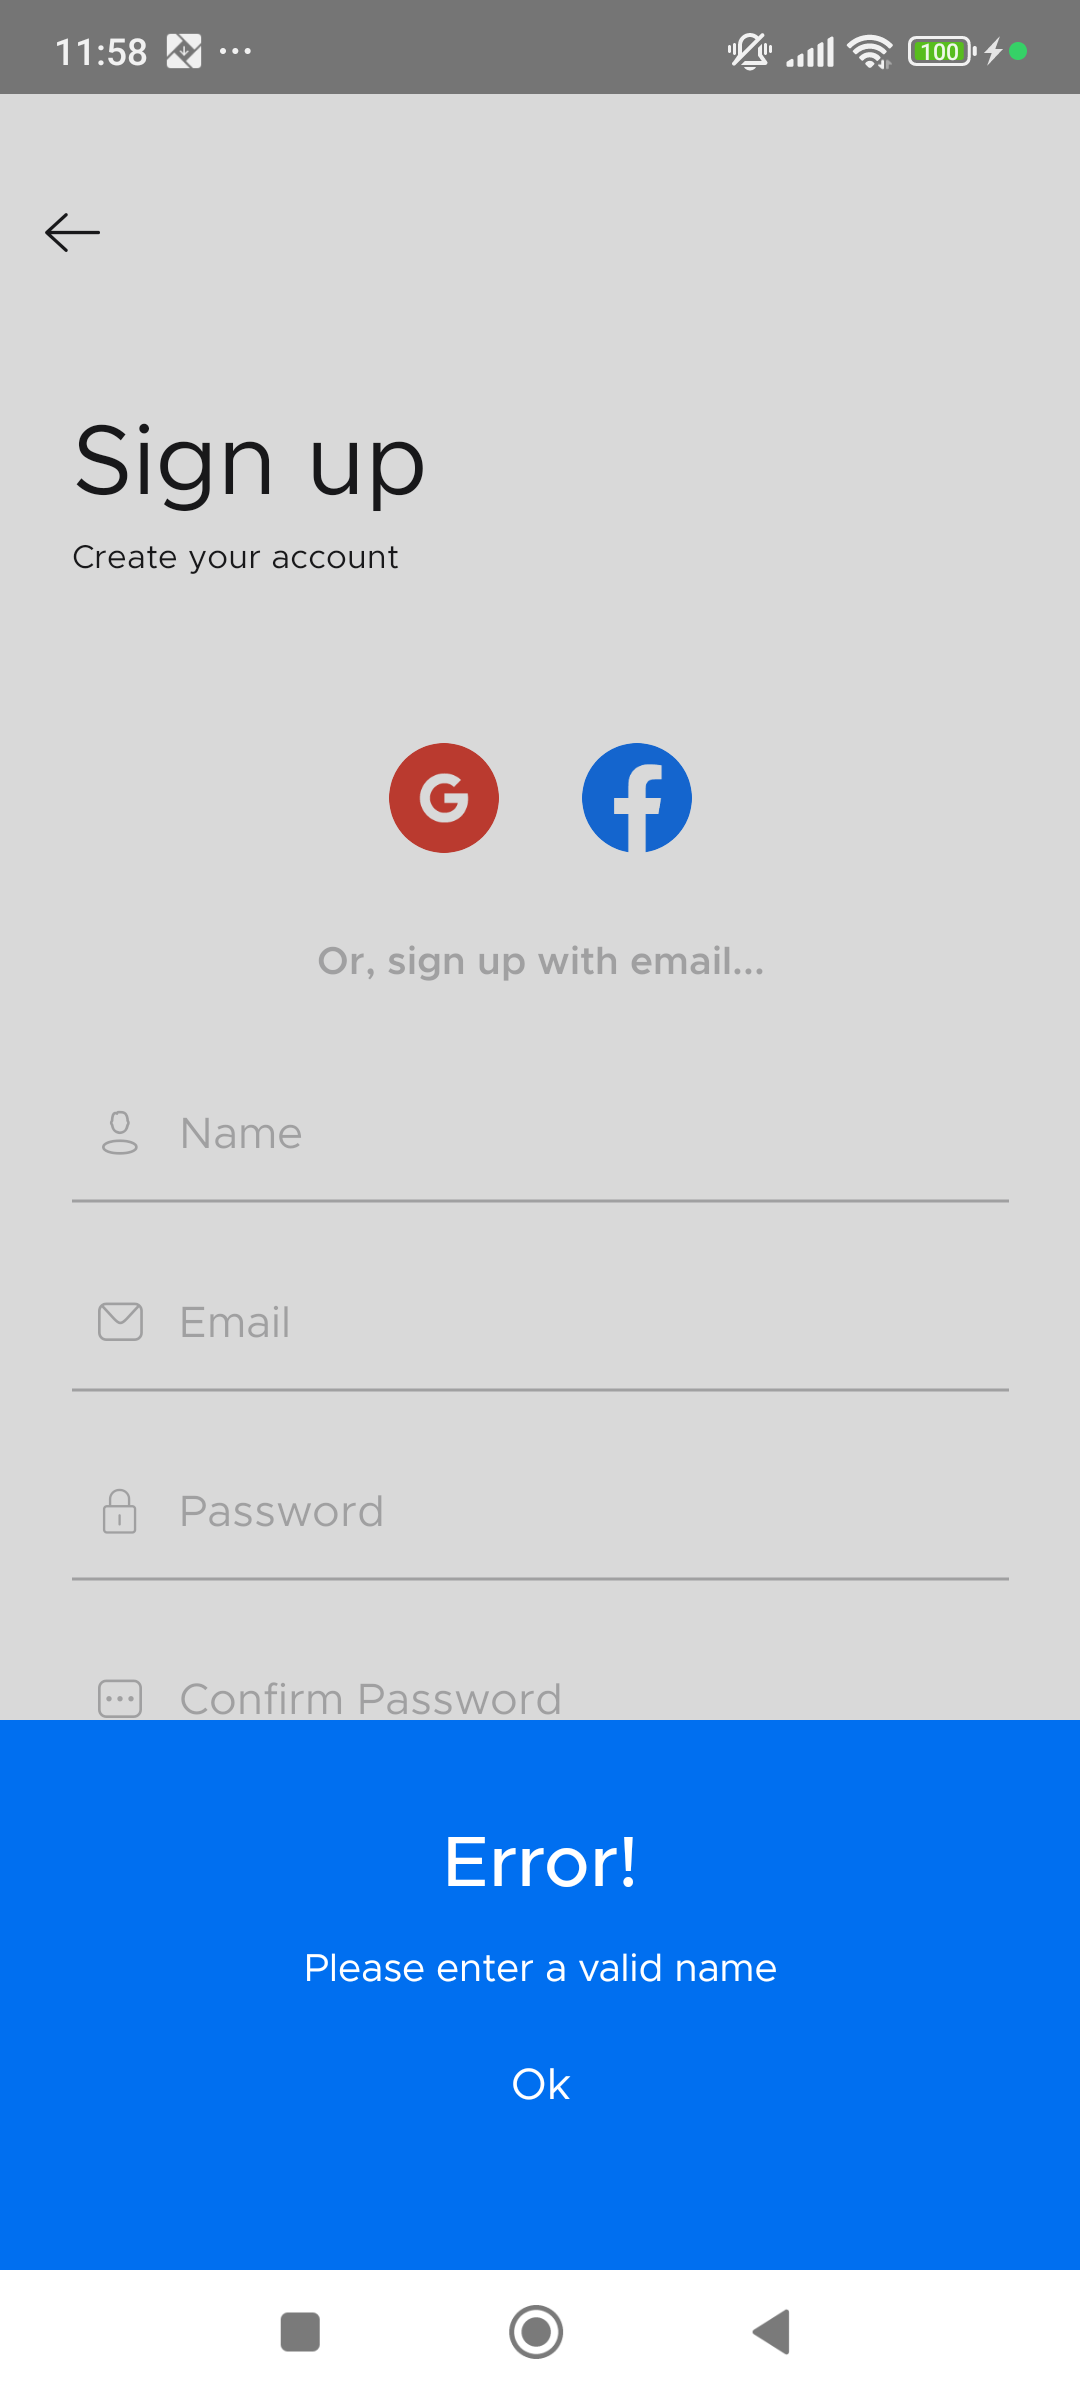 11:58
100
Sign up
Create your account
G f
Or, sign up with email...
Name
Email
Password
Confirm Password
Error!
Please enter a valid name
Ok